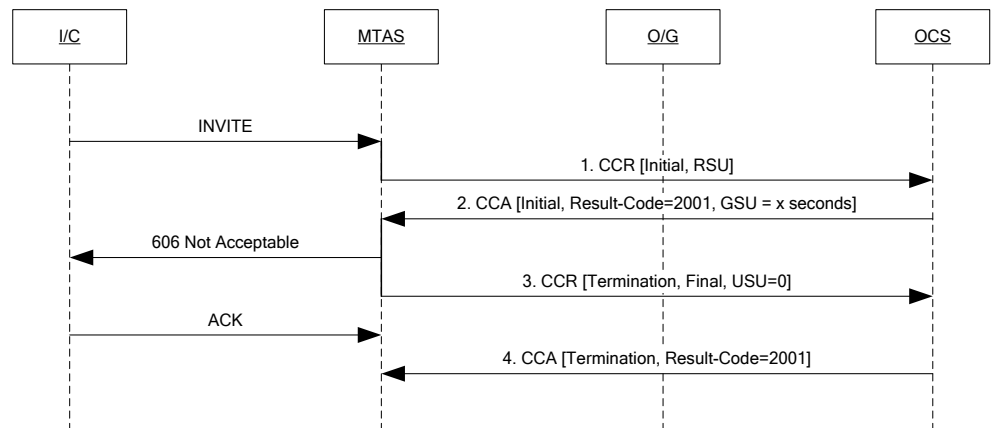 I/C
MTAS
O/G
OCS
INVITE
1. CCR [Initial, RSU]
2. CCA [Initial, Result-Code=2001, GSU = x seconds]
606 Not Acceptable
3. CCR [Termination, Final, USU=0]
ACK
4. CCA [Termination, Result-Code=2001]